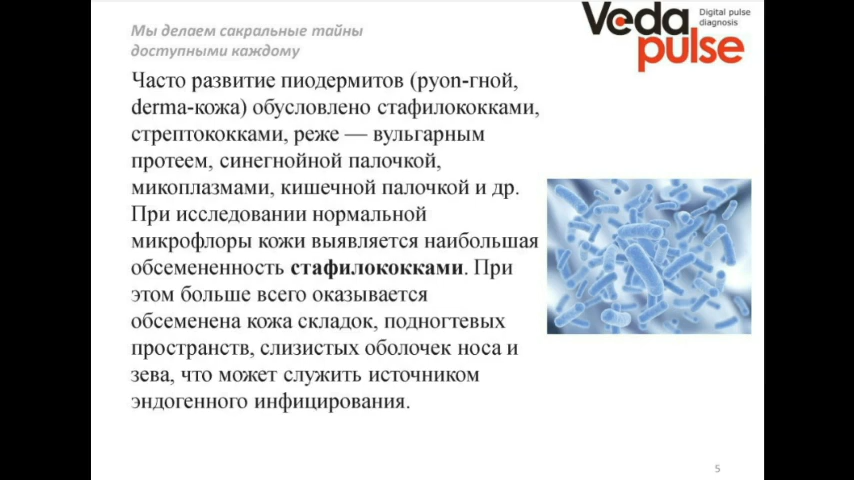 Мы делаем сакральные тайны
доступными каждому
Veda
pulse
Digital pulse
diagnosis
Часто развитие пиодермитов (pyon-гной,
derma-кожа) обусловлено стафилококками,
стрептококками, реже — вульгарным
протеем, синегнойной палочкой,
микоплазмами, кишечной палочкой и др.
При исследовании нормальной
микрофлоры кожи выявляется наибольшая
обсемененность стафилококками. При
этом больше всего оказывается
обсеменена кожа складок, подногтевых
пространств, слизистых оболочек носа и
зева, что может служить источником
эндогенного инфицирования.
5